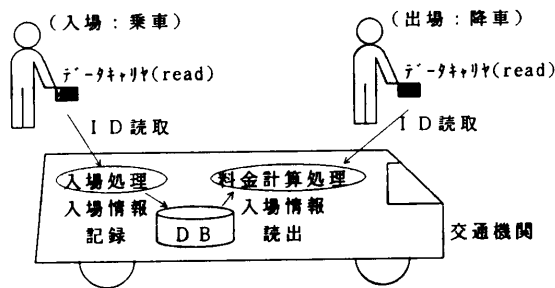 (入場：乗車)
(出場：降車)
ﾃﾞｰﾀｷｬﾘﾔ(read)
ﾃﾞｰﾀｷｬﾘﾔ(read)
ID読取
ID読取
入場処理
料金計算処理
入場情報
入場情報
記録
DB
読出
交通機関